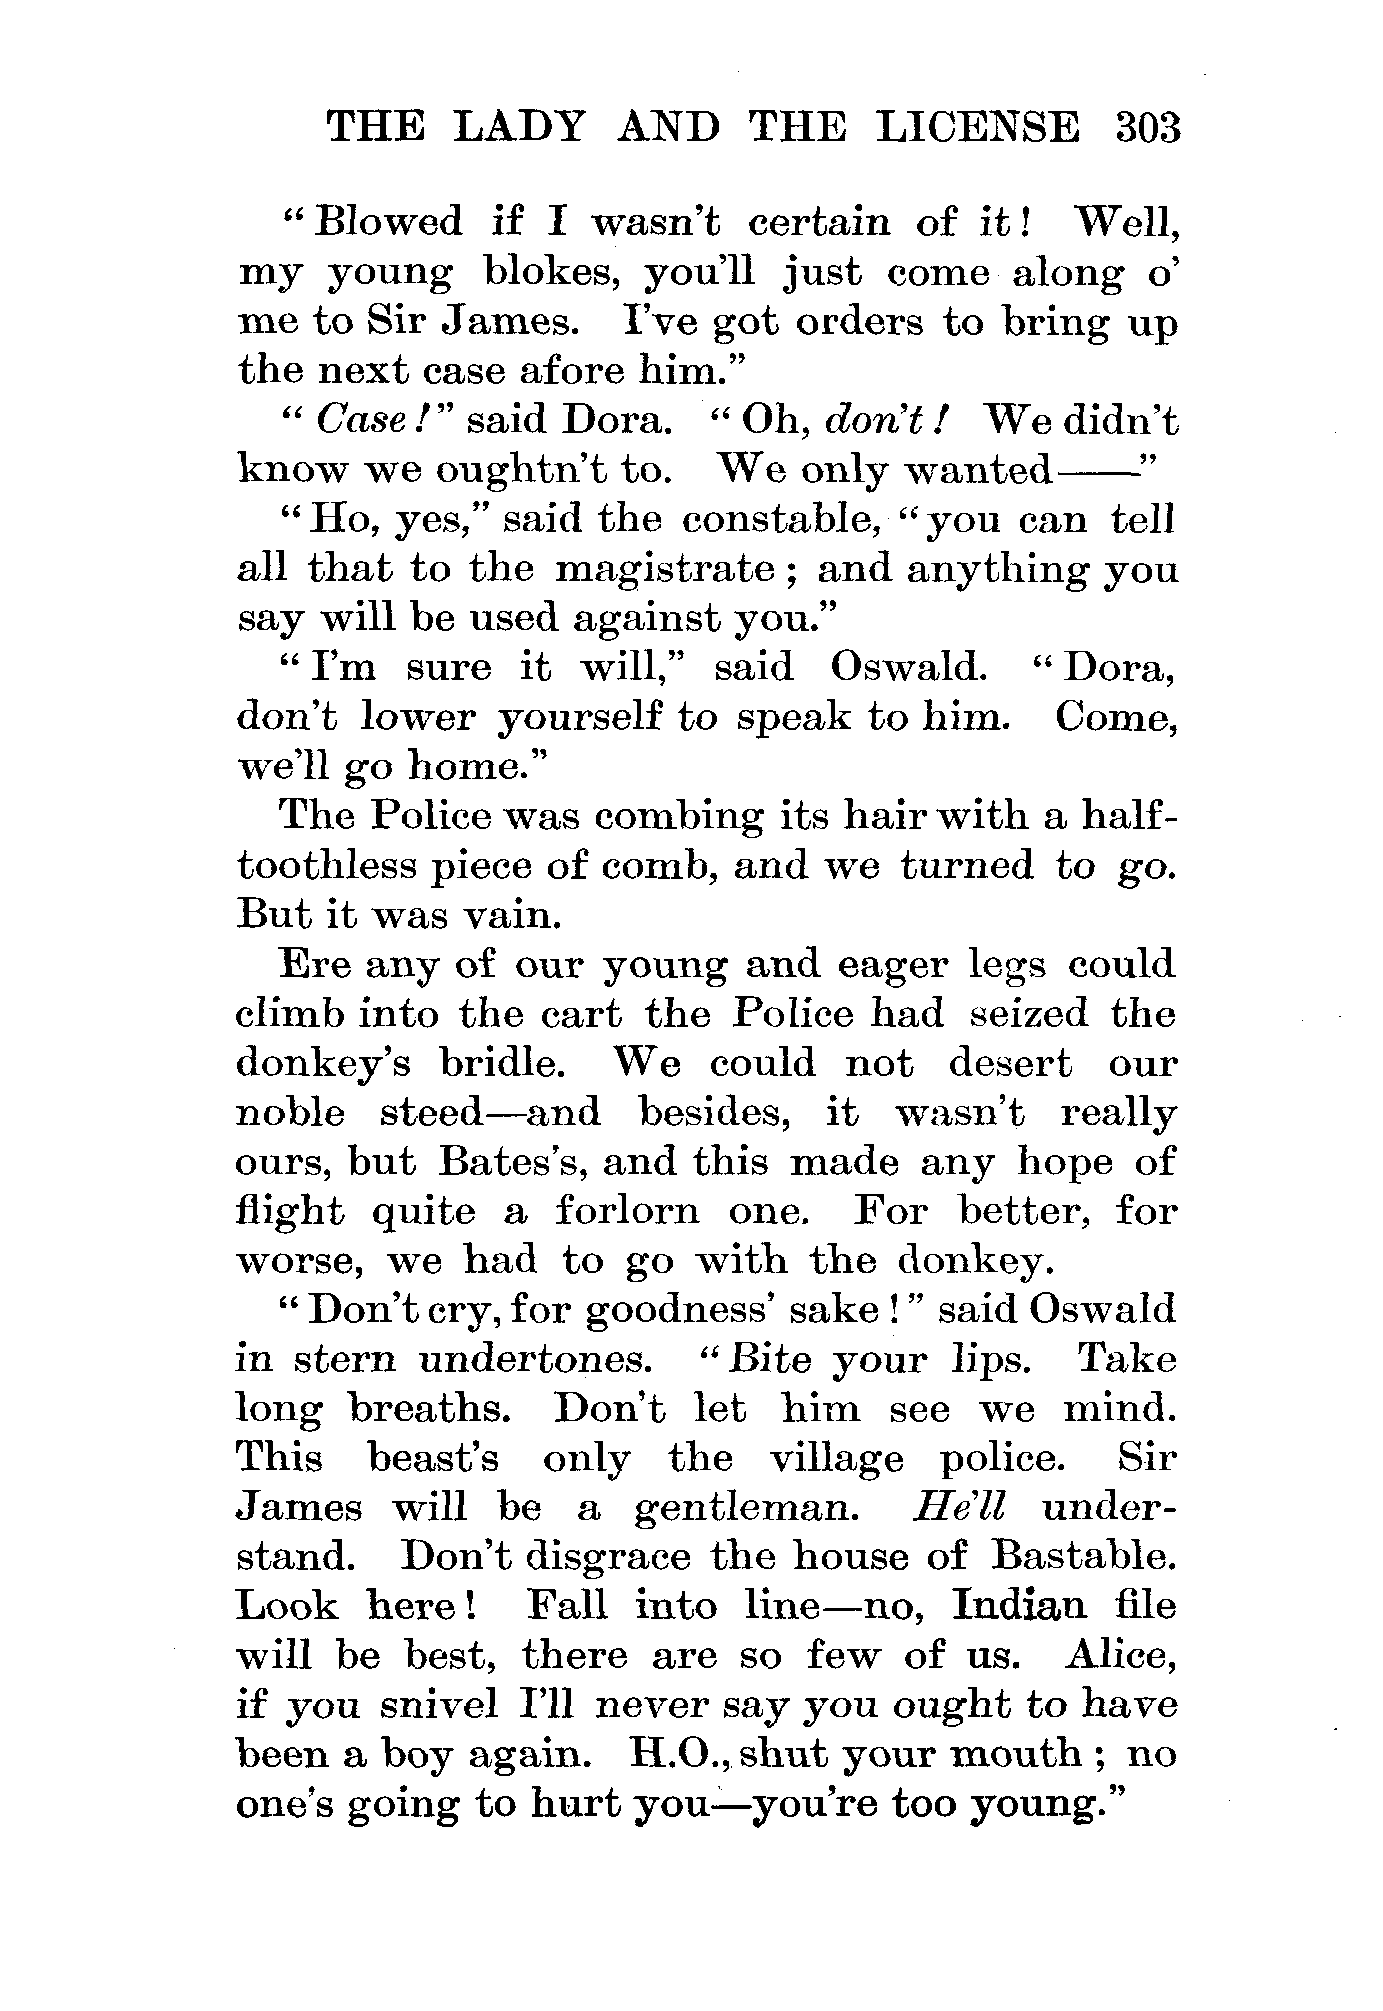 THE LADY AND THE LICENSE 303
“Blowed if I wasn't certain of it! Well,
my young blokes, you'll just come along o'
me to Sir James. I've got orders to bring up
the next case afore him.”
“Case!” said Dora. “Oh, don't! We didn't
know we oughtn't to. We only wanted——”
“Ho, yes,” said the constable, “you can tell
all that to the magistrate; and anything you
say will be used against you.”
“I'm sure it will,” said Oswald. “Dora,
don't lower yourself to speak to him. Come,
we'll go home.”
The Police was combing its hair with a half-
toothless piece of comb, and we turned to go.
But it was vain.
Ere any of our young and eager legs could
climb into the cart the Police had seized the
donkey's bridle. We could not desert our
noble steed—and besides, it wasn't really
ours, but Bates's, and this made any hope of
flight quite a forlorn one. For better, for
worse, we had to go with the donkey.
“Don't cry, for goodness' sake!” said Oswald
in stern undertones. “Bite your lips. Take
long breaths. Don't let him see we mind.
This beast's only the village police. Sir
James will be a gentleman. He'll under-
stand. Don't disgrace the house of Bastable.
Look here! Fall into line—no, Indian file
will be best, there are so few of us. Alice,
if you snivel I'll never say you ought to have
been a boy again. H.O., shut your mouth; no
one's going to hurt you—you're too young.”